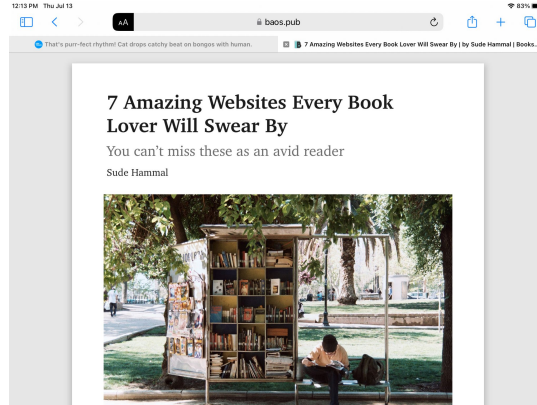 12:13 PM Thu Jul 13
83%
AA
baos.pub
That's purr-fect rhythm! Cat drops catchy beat on bongos with human.
7 Amazing Websites Every Book Lover Will Swear By | by Sude Hammal | Books...
7 Amazing Websites Every Book
Lover Will Swear By
You can't miss these as an avid reader
Sude Hammal